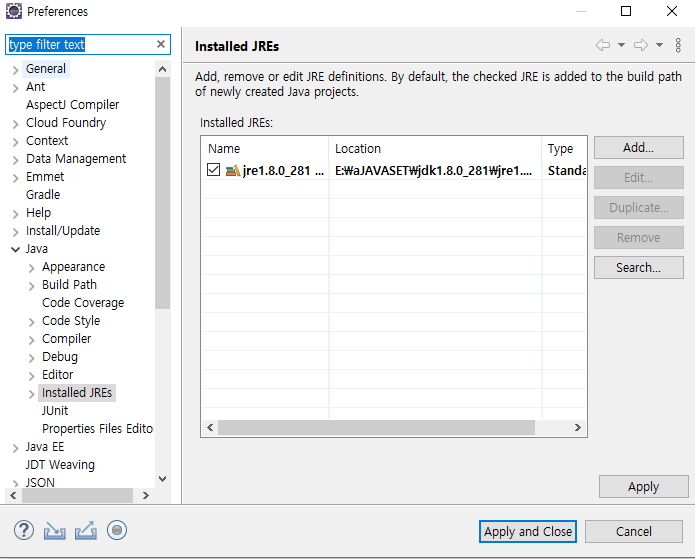 Preferences
type filter text
General
Ant
AspectJ Compiler
Cloud Foundry
Context
Data Management
Emmet
Gradle
Help
Install/Update
Java
Appearance
Build Path
Code Coverage
Code Style
Compiler
Debug
Editor
Installed JREs
JUnit
Properties Files Editor
Java EE
JDT Weaving
JSON
Installed JREs
Add, remove or edit JRE definitions. By default, the checked JRE is added to the build path
of newly created Java projects.
Installed JREs:
Name Location Type
jre1.8.0_281 ... E:₩aJAVASET₩jdk1.8.0_281₩jre1.... Standa
Add...
Edit...
Duplicate...
Remove
Search...
Apply
Apply and Close Cancel